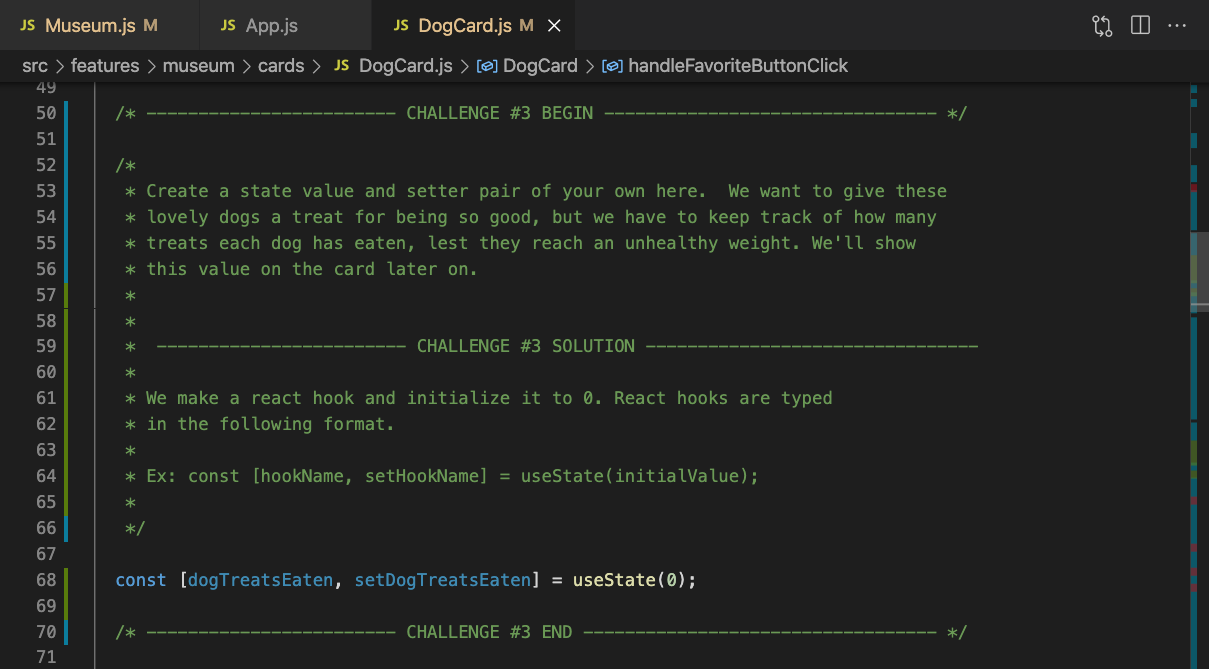 JS Museum.js M JS App.js JS DogCard.js M
src > features > museum > cards > JS DogCard.js > DogCard > handleFavoriteButtonClick
49
50 /* ------------------------ CHALLENGE #3 BEGIN -------------------------------- */
51
52 /*
53 * Create a state value and setter pair of your own here.  We want to give these
54 * lovely dogs a treat for being so good, but we have to keep track of how many
55 * treats each dog has eaten, lest they reach an unhealthy weight. We'll show
56 * this value on the card later on.
57 *
58 *
59 *  ------------------------ CHALLENGE #3 SOLUTION --------------------------------
60 *
61 * We make a react hook and initialize it to 0. React hooks are typed
62 * in the following format.
63 *
64 * Ex: const [hookName, setHookName] = useState(initialValue);
65 *
66 */
67
68 const [dogTreatsEaten, setDogTreatsEaten] = useState(0);
69
70 /* ------------------------ CHALLENGE #3 END ---------------------------------- */
71